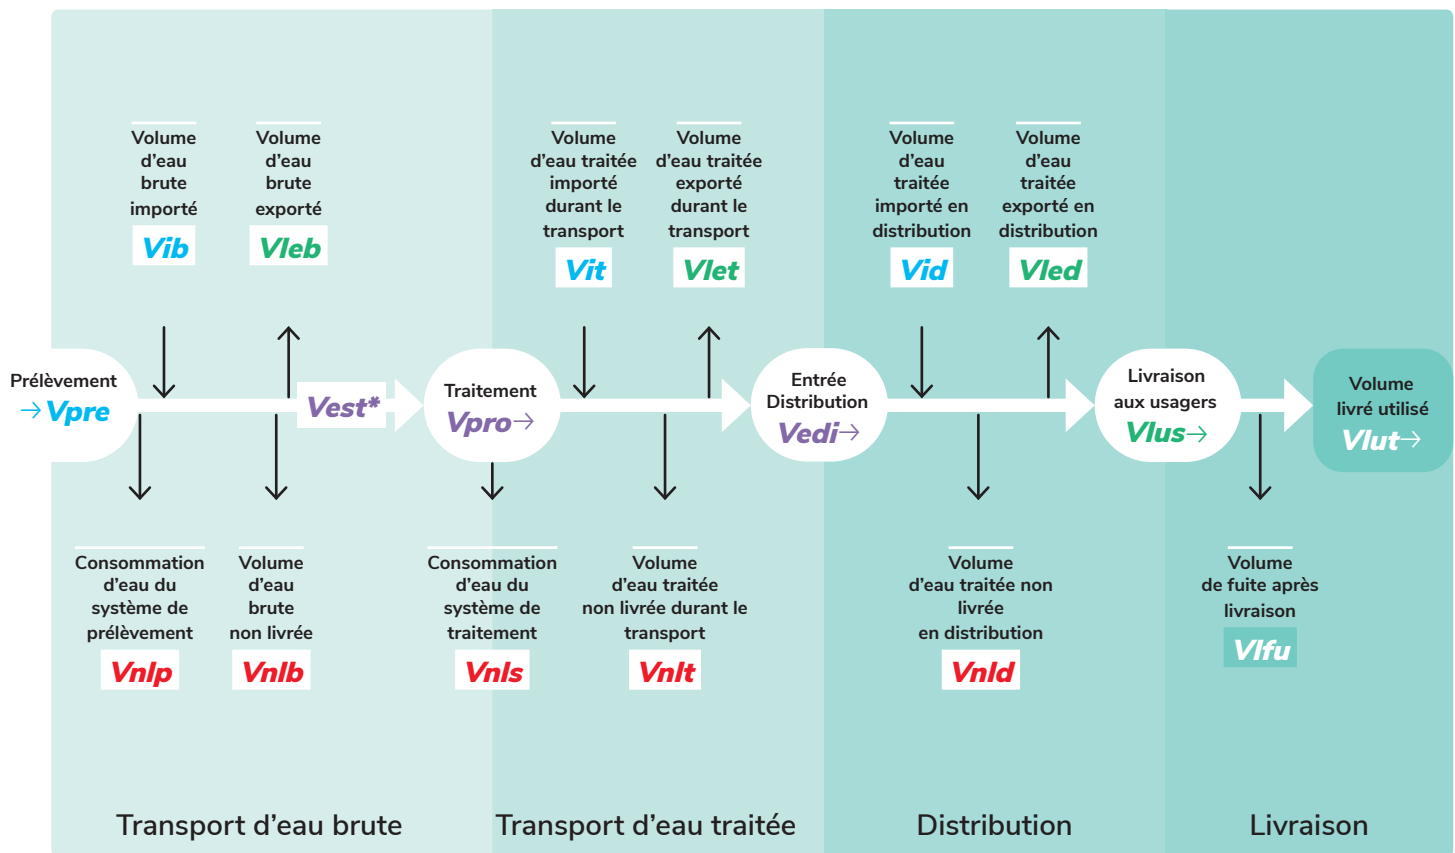 Volume
d'eau
brute
importé
Vib
Volume
d'eau
brute
exporté
Vleb
Volume
d'eau traitée
importé
durant le
transport
Vit
Volume
d'eau traitée
exporté
durant le
transport
Vlet
Volume
d'eau
traitée
importé en
distribution
Vid
Volume
d'eau
traitée
exporté en
distribution
Vled
Prélèvement
→ Vpre
Vest*
Traitement
Vpro→
Entrée
Distribution
Vedi→
Livraison
aux usagers
Vlus→
Volume
livré utilisé
Vlut→
Consommation
d'eau du
système de
prélèvement
Vnlp
Volume
d'eau
brute
non livrée
Vnlb
Consommation
d'eau du
système de
traitement
Vnls
Volume
d'eau traitée
non livrée durant le
transport
Vnlt
Volume
d'eau traitée non
livrée
en distribution
Vnld
Volume
de fuite après
livraison
Vlfu
Transport d'eau brute
Transport d'eau traitée
Distribution
Livraison